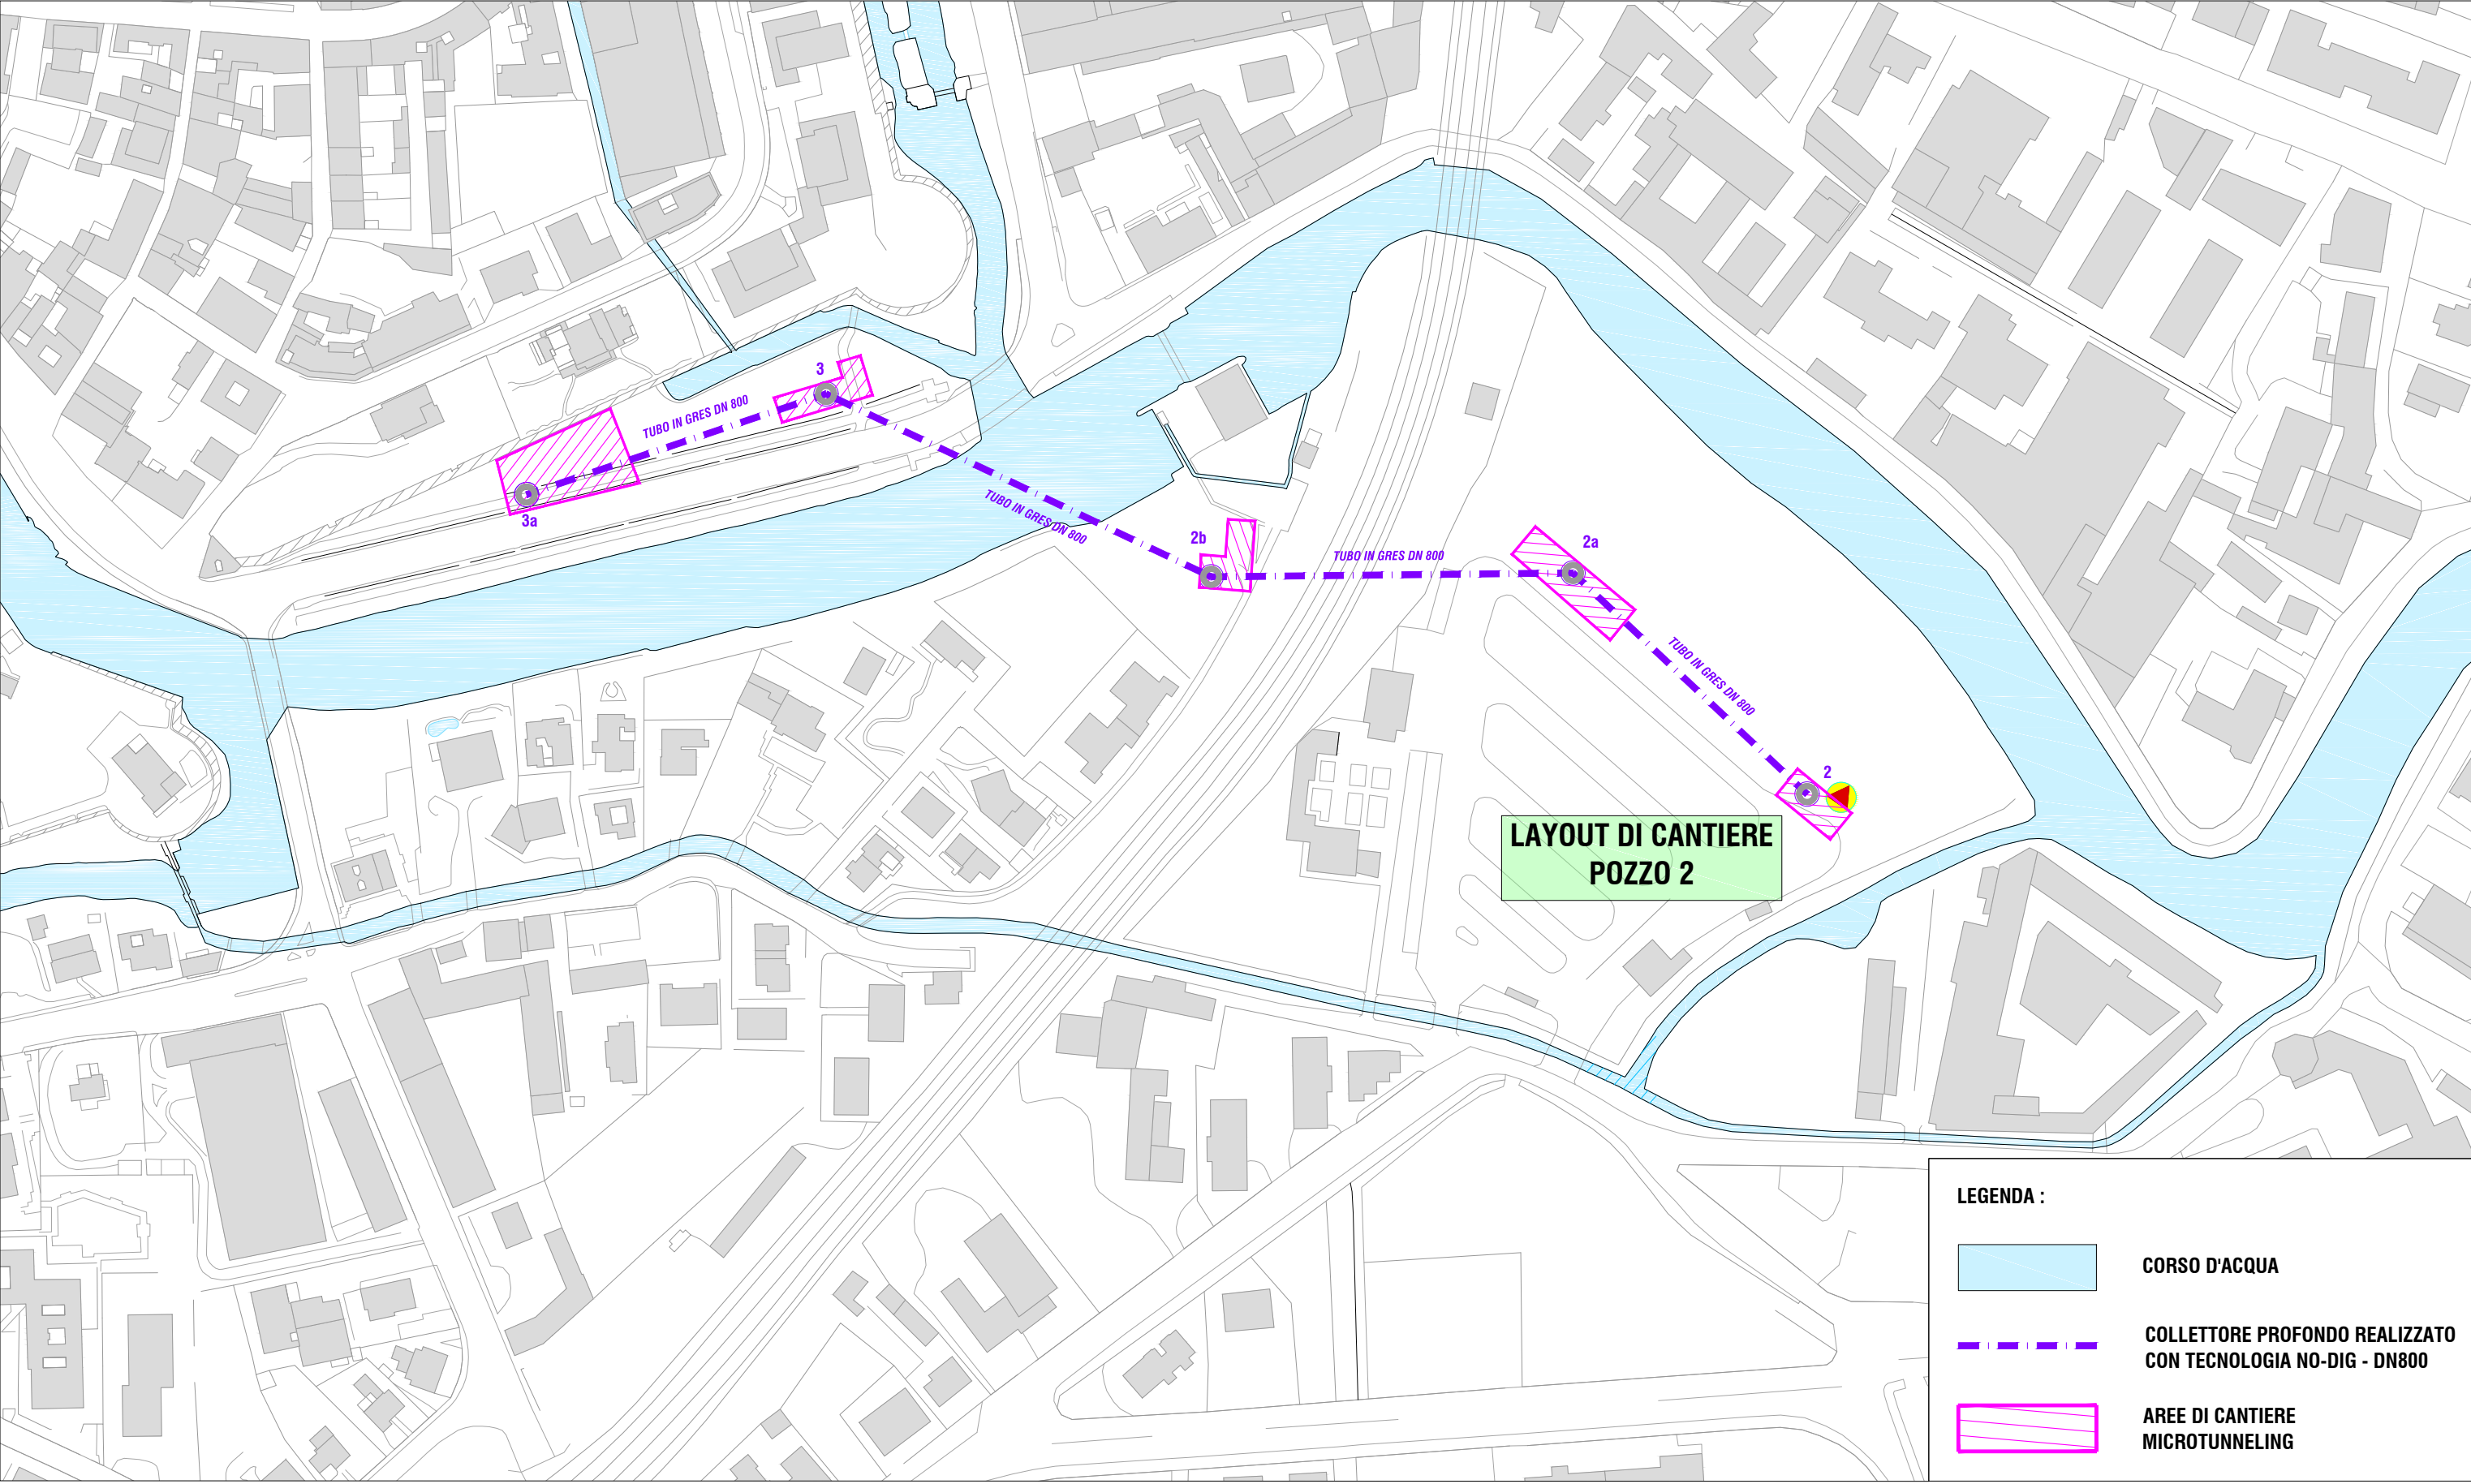 3
TUBO IN GRES DN 800
3a
TUBO IN GRES DN 800
2b
TUBO IN GRES DN 800
2a
TUBO IN GRES DN 800
2
LAYOUT DI CANTIERE
POZZO 2
LEGENDA :
CORSO D'ACQUA
COLLETTORE PROFONDO REALIZZATO
CON TECNOLOGIA NO-DIG - DN800
AREE DI CANTIERE
MICROTUNNELING